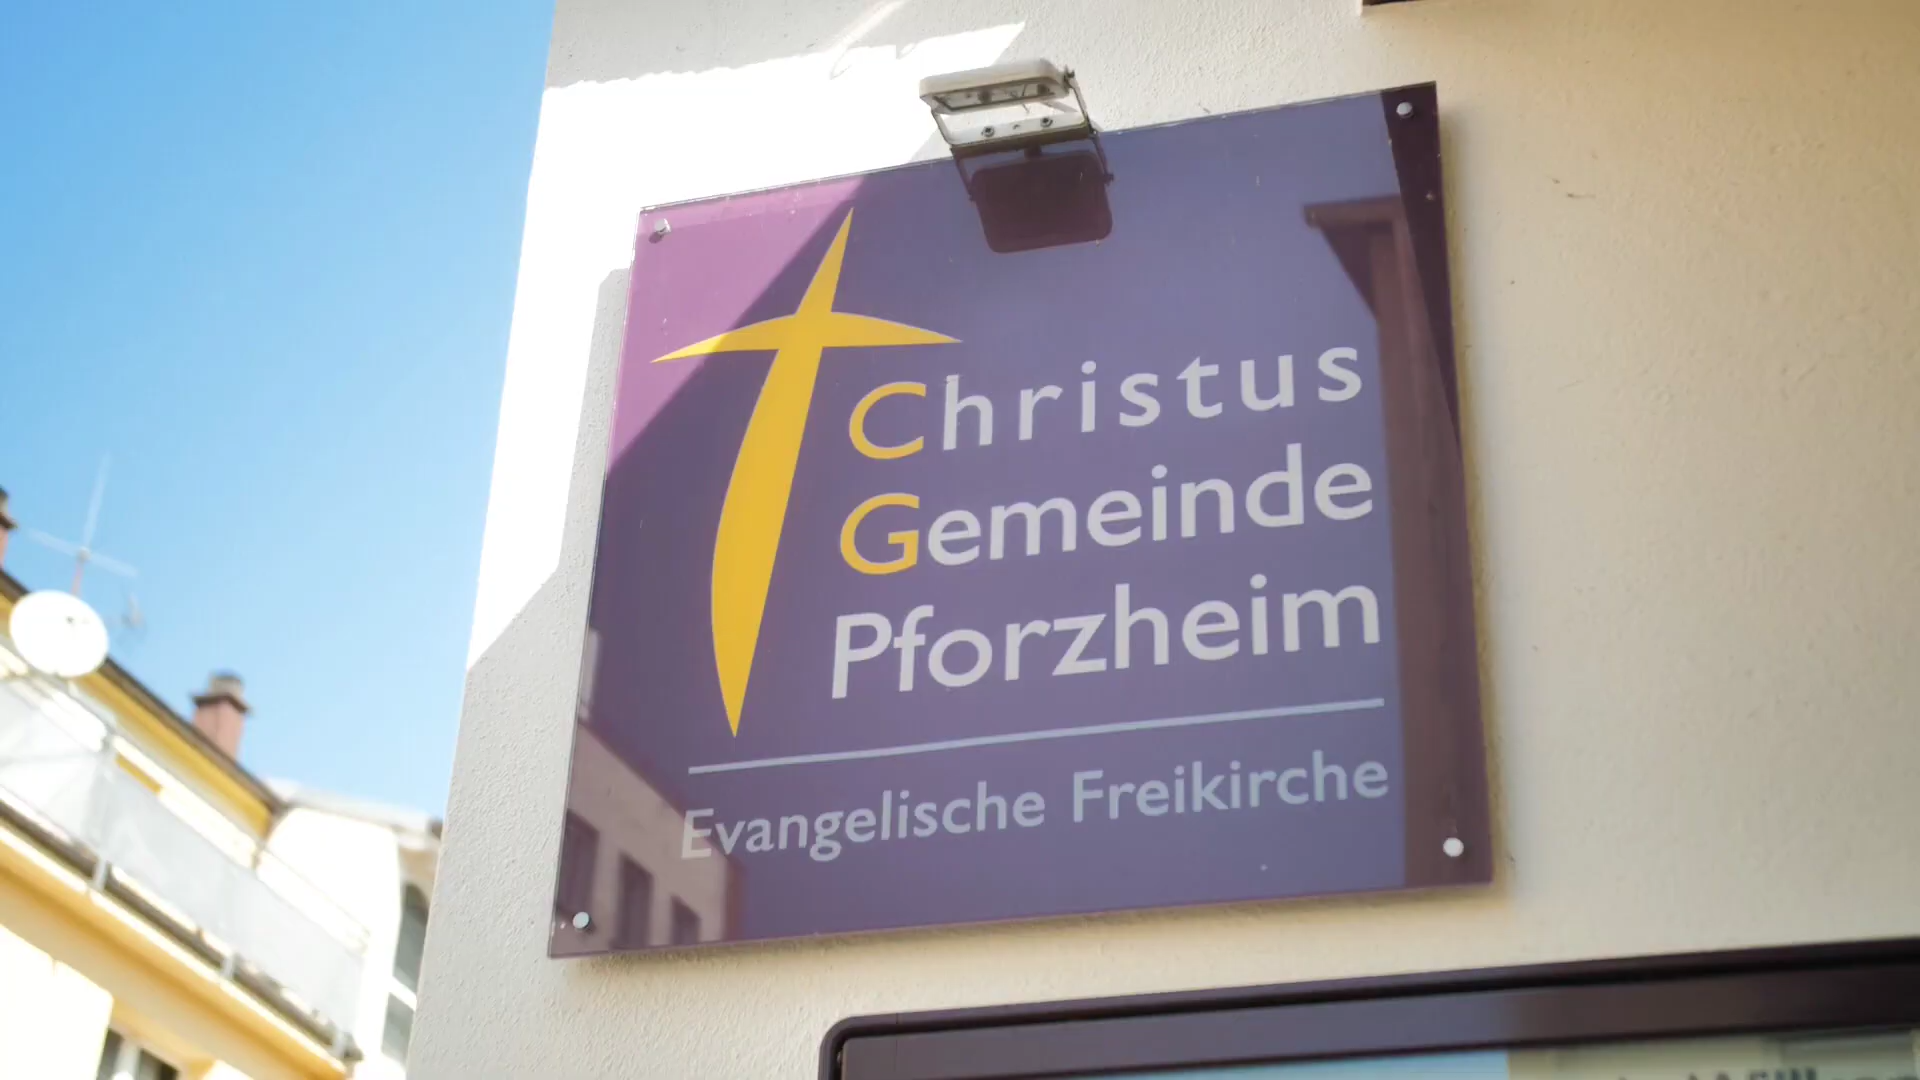 Christus
Gemeinde
Pforzheim
Evangelische Freikirche